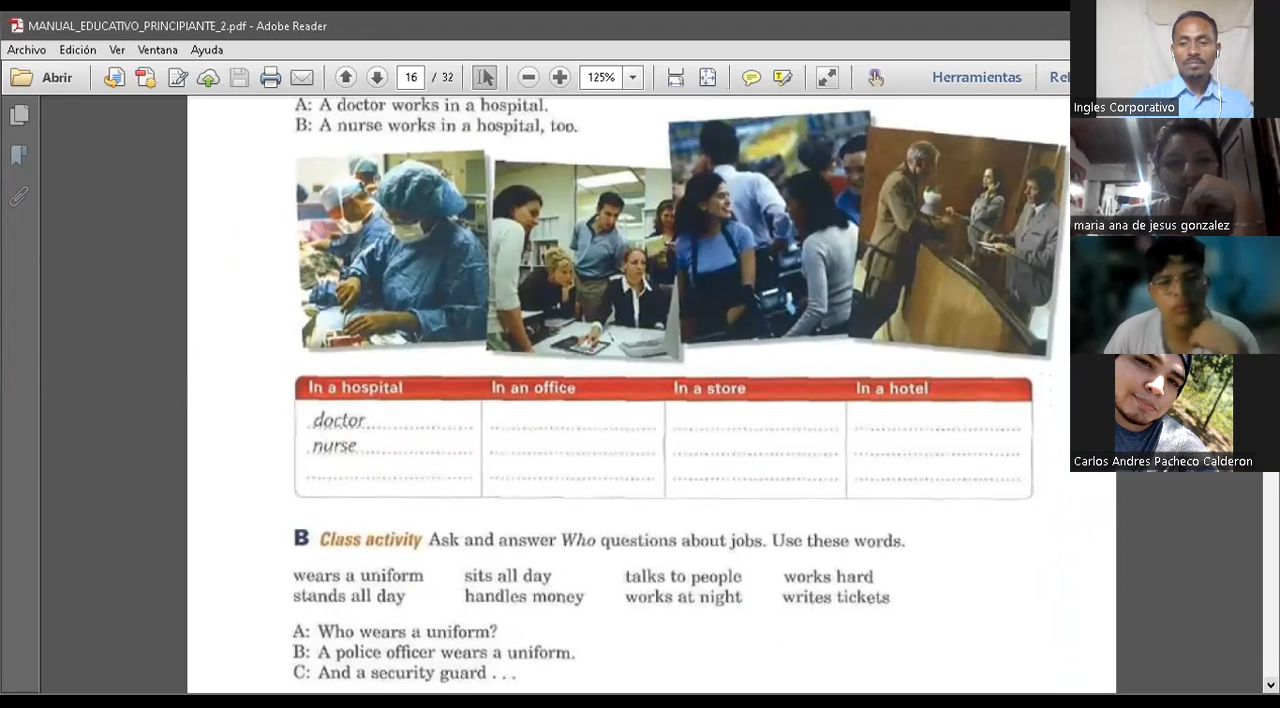 MANUAL_EDUCATIVO_PRINCIPIANTE_2.pdf - Adobe Reader
Archivo Edición Ver Ventana Ayuda
Abrir 16 / 32 125% Herramientas Rel
A: A doctor works in a hospital.
B: A nurse works in a hospital, too.
In a hospital In an office In a store In a hotel
doctor
nurse
B Class activity Ask and answer Who questions about jobs. Use these words.
wears a uniform sits all day talks to people works hard
stands all day handles money works at night writes tickets
A: Who wears a uniform?
B: A police officer wears a uniform.
C: And a security guard . . .
Ingles Corporativo
maria ana de jesus gonzalez
Carlos Andres Pacheco Calderon